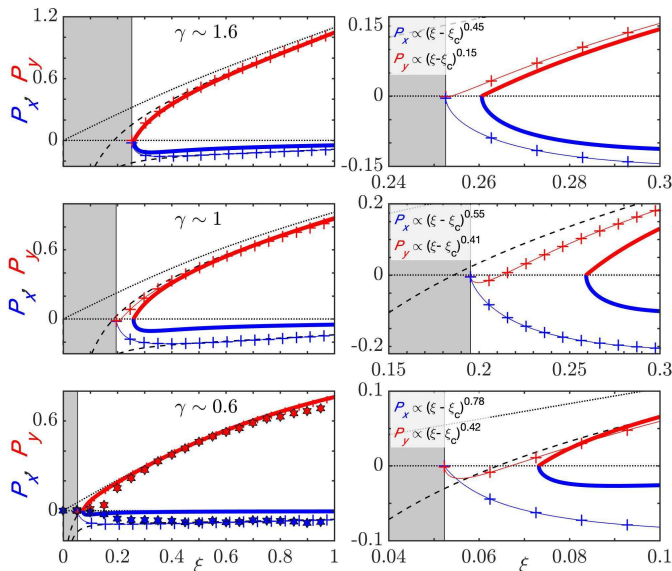 1.2
0.6
0
P_x, P_y
γ ~ 1.6
0.15
0
-0.15
P_x ∝ (ξ - ξ_c)^0.45
P_y ∝ (ξ-ξ_c)^0.15
0.24 0.26 0.28 0.3
0.6
0
P_x, P_y
γ ~ 1
0.2
0
-0.2
P_x ∝ (ξ - ξ_c)^0.55
P_y ∝ (ξ - ξ_c)^0.41
0.15 0.2 0.25 0.3
0.6
0
P_x, P_y
γ ~ 0.6
0 0.2 0.4 0.6 0.8 1
ξ
0.1
0
-0.1
P_x ∝ (ξ - ξ_c)^0.78
P_y ∝ (ξ- ξ_c)^0.42
0.04 0.06 0.08 0.1
ξ